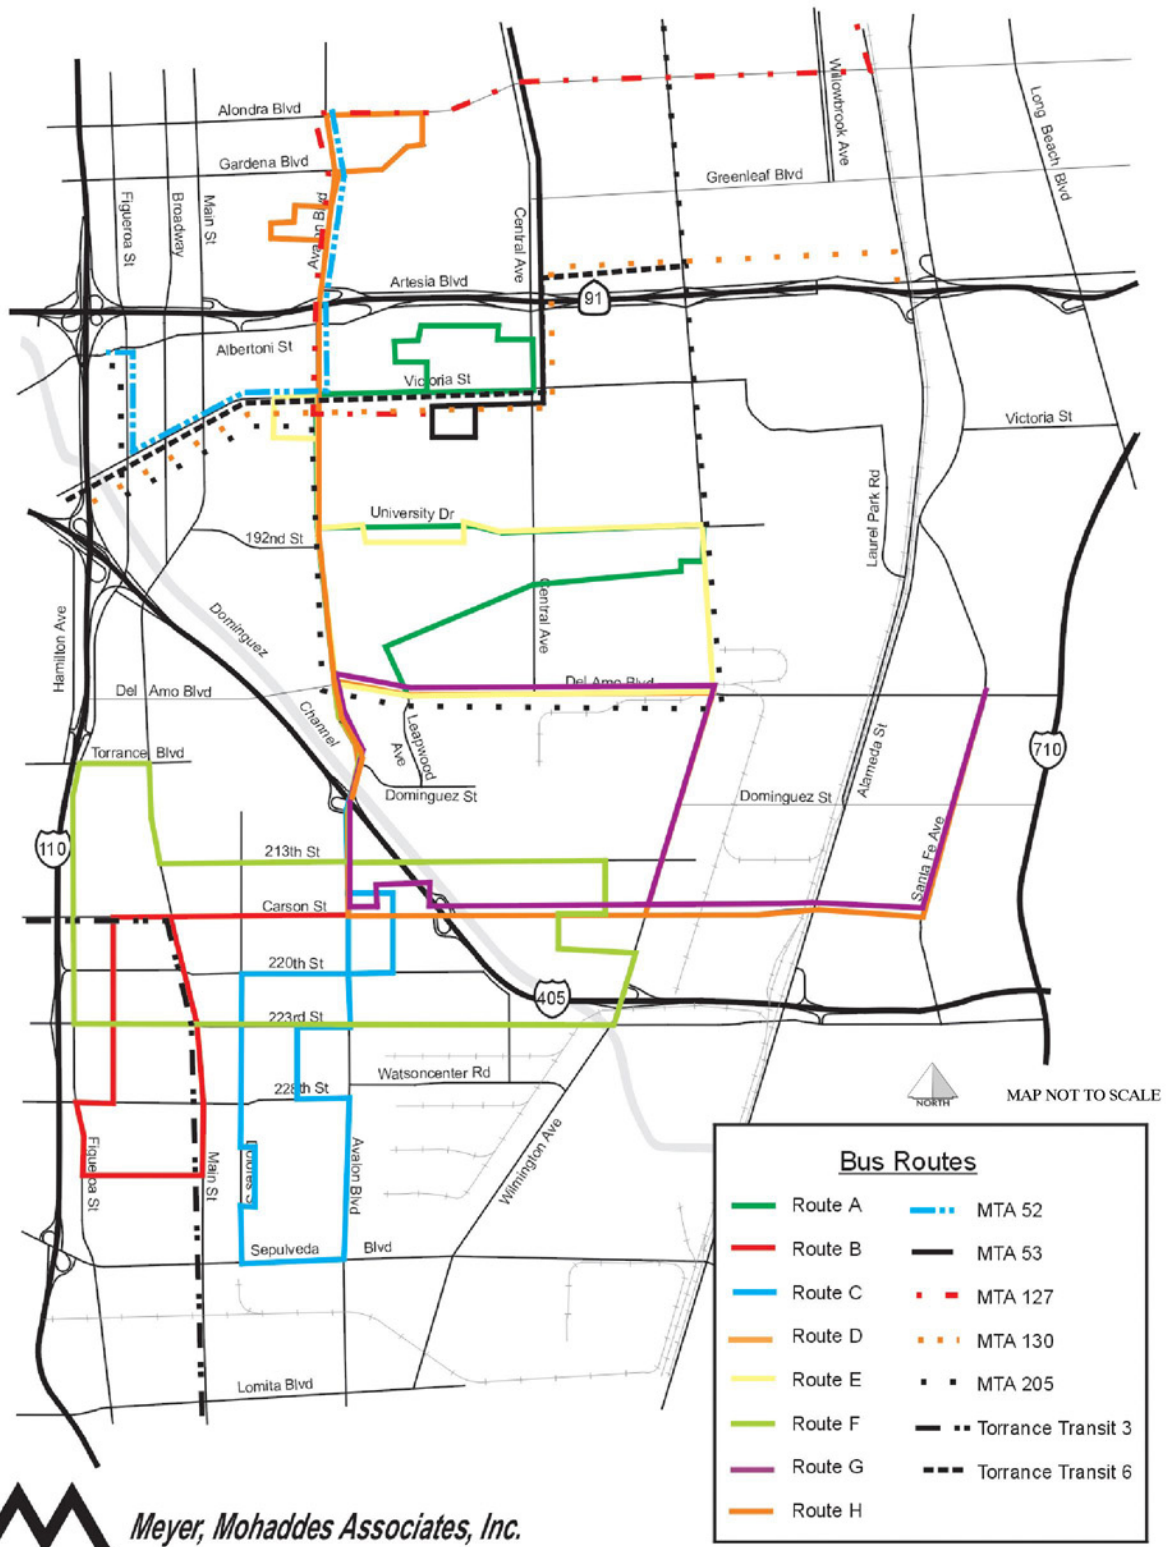 Alondra Blvd
Gardena Blvd
Willowbrook Ave
Long Beach Blvd
Greenleaf Blvd
Figueroa St
Broadway
Main St
Avalon Blvd
Central Ave
Artesia Blvd
91
Albertoni St
Victoria St
Victoria St
University Dr
192nd St
Laurel Park Rd
Hamilton Ave
Dominguez
Channel
Central Ave
Del Amo Blvd
Del Amo Blvd
Leapwood
Ave
Torrance Blvd
Dominguez St
Dominguez St
Alameda St
710
110
213th St
Santa Fe Ave
Carson St
220th St
405
223rd St
Watsoncenter Rd
228th St
NORTH
MAP NOT TO SCALE
Figueroa St
Main St
Dolores St
Avalon Blvd
Wilmington Ave
Sepulveda Blvd
Lomita Blvd
Bus Routes
Route A
Route B
Route C
Route D
Route E
Route F
Route G
Route H
MTA 52
MTA 53
MTA 127
MTA 130
MTA 205
Torrance Transit 3
Torrance Transit 6
Meyer, Mohaddes Associates, Inc.